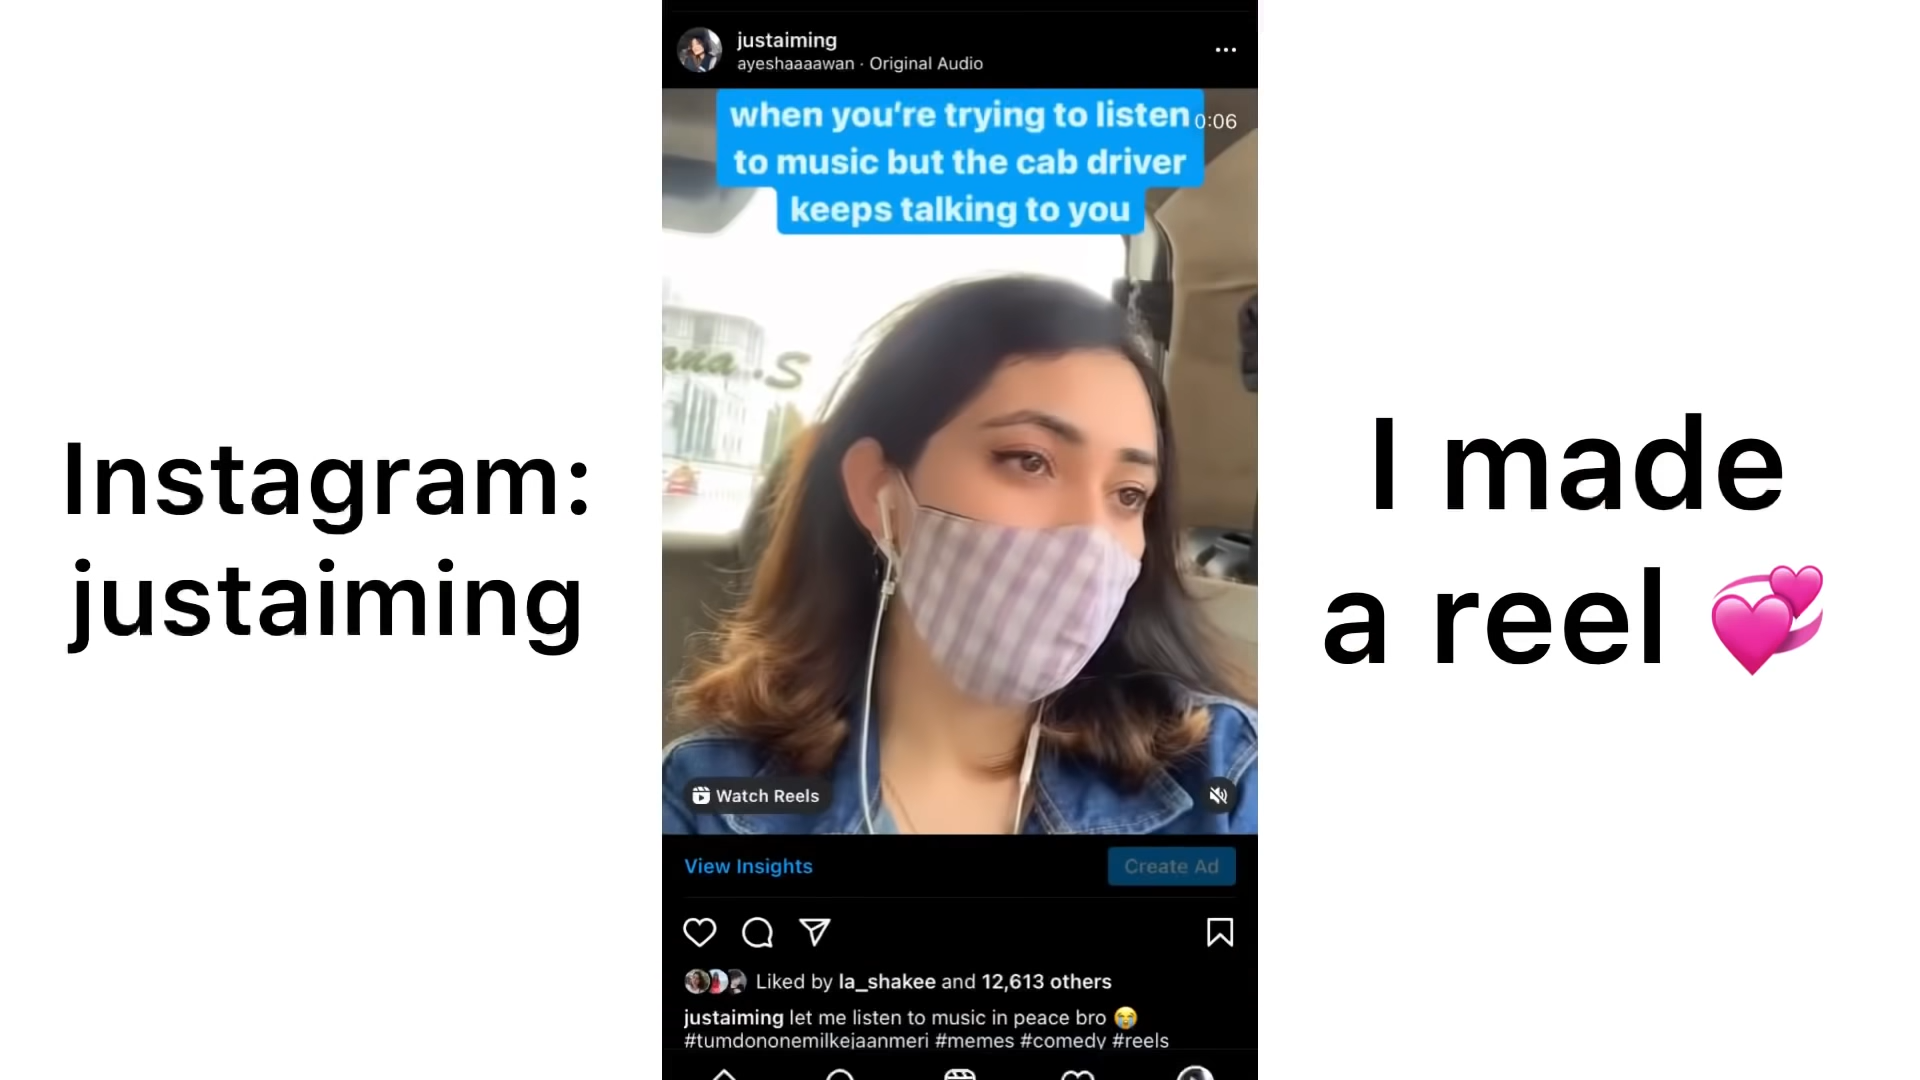 Instagram:
justaiming
justaiming
ayeshaaaawan · Original Audio
when you’re trying to listen
to music but the cab driver
keeps talking to you
0:06
S
Watch Reels
View Insights
Create Ad
Liked by la_shakee and 12,613 others
justaiming let me listen to music in peace bro 😭
#tumdononemilkejaanmeri #memes #comedy #reels
I made
a reel 💞